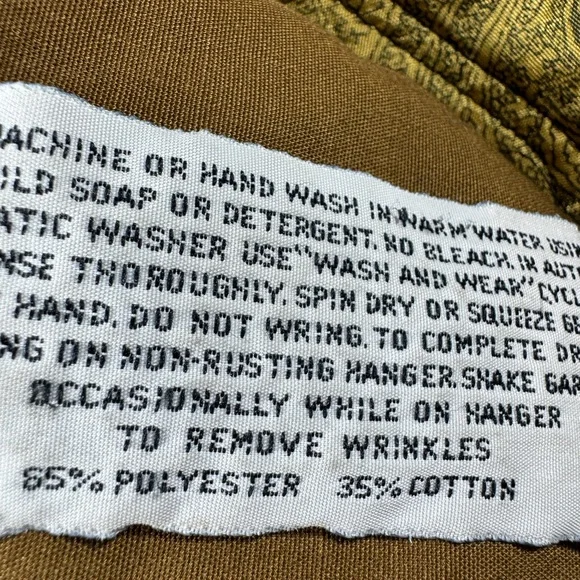 ACHINE OR HAND WASH IN WARM WATER USIN
ILD SOAP OR DETERGENT. NO BLEACH. IN AUT
ATIC WASHER USE "WASH AND WEAR" CYCL
NSE THOROUGHLY. SPIN DRY OR SQUEEZE GE
HAND. DO NOT WRING. TO COMPLETE DR
NG ON NON-RUSTING HANGER. SHAKE GAR
OCCASIONALLY WHILE ON HANGER
TO REMOVE WRINKLES
65% POLYESTER 35% COTTON